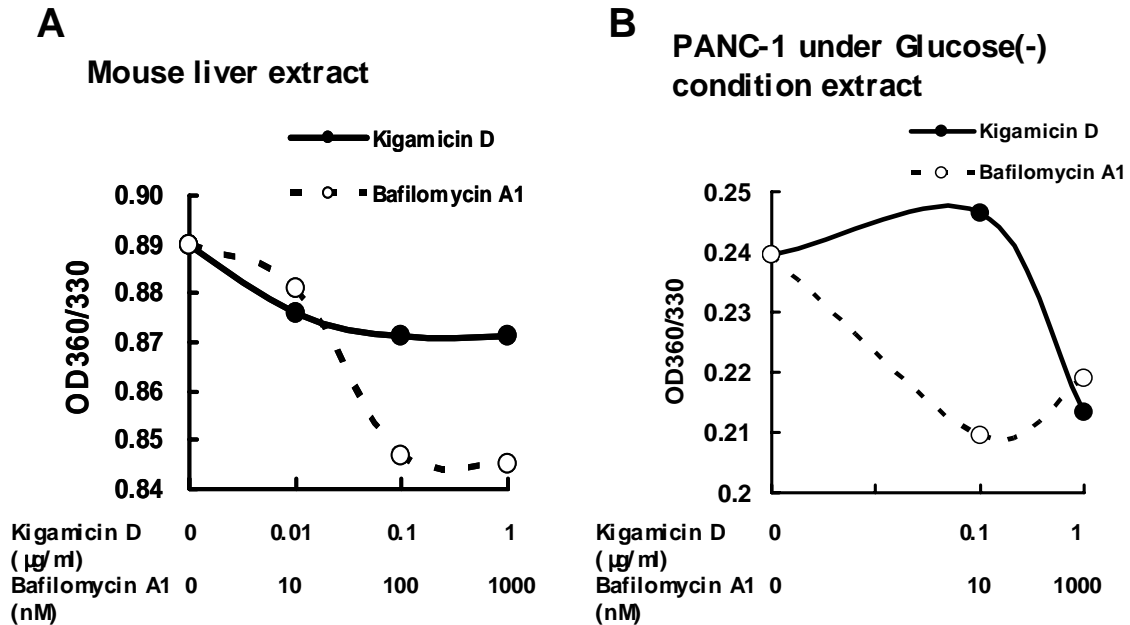 A
Mouse liver extract
Kigamicin D
Bafilomycin A1
0.90
0.89
0.88
0.87
0.86
0.85
0.84
OD360/330
Kigamicin D 0 0.01 0.1 1
(µg/ml)
Bafilomycin A1 0 10 100 1000
(nM)
B
PANC-1 under Glucose(-)
condition extract
Kigamicin D
Bafilomycin A1
0.25
0.24
0.23
0.22
0.21
0.2
OD360/330
Kigamicin D 0 0.1 1
(µg/ml)
Bafilomycin A1 0 10 1000
(nM)